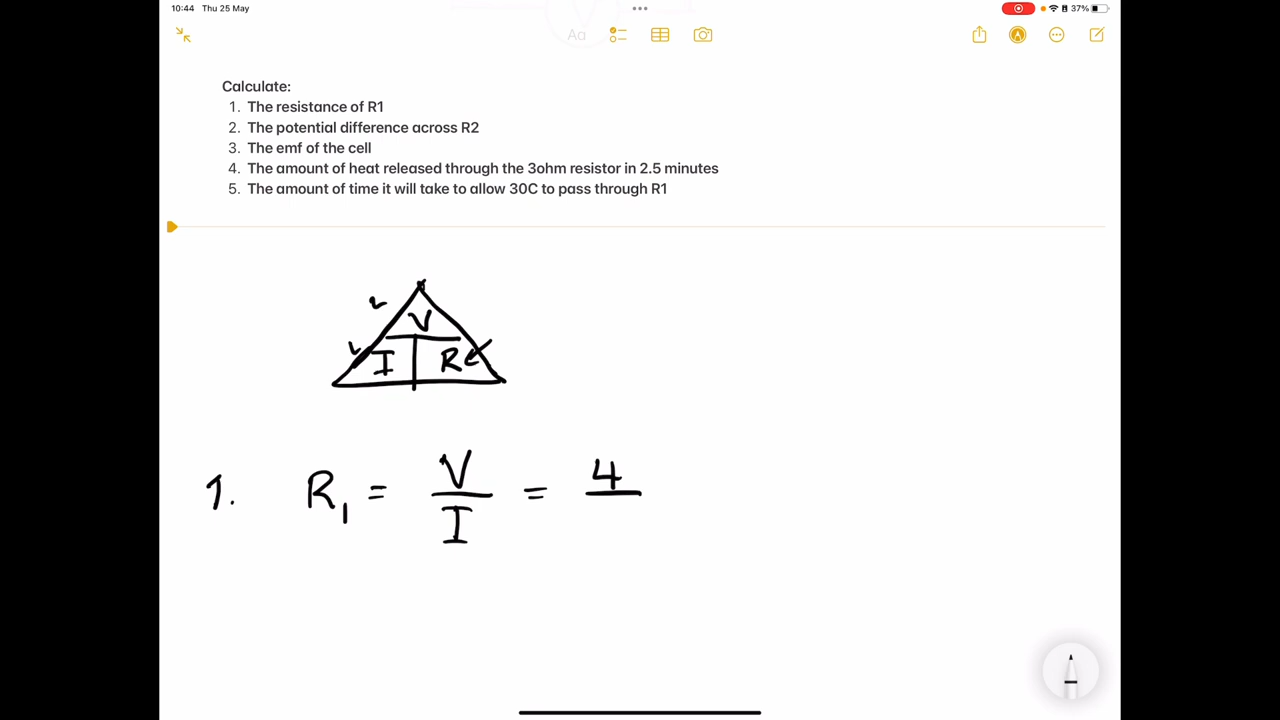 10:44 Thu 25 May 37%
Aa
Calculate:
1. The resistance of R1
2. The potential difference across R2
3. The emf of the cell
4. The amount of heat released through the 3ohm resistor in 2.5 minutes
5. The amount of time it will take to allow 30C to pass through R1
V
I R
1. R₁ = V/I = 4